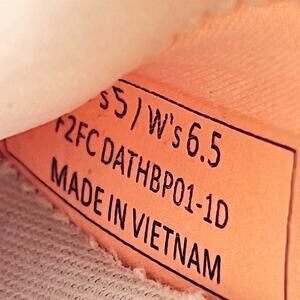 's 5 / W's 6.5
F2FC DATHBP01-1D
MADE IN VIETNAM